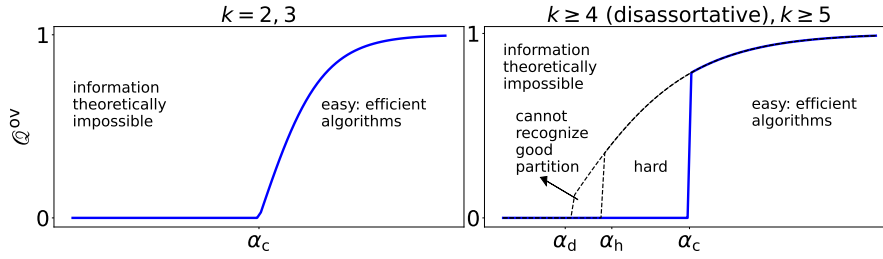 k = 2, 3
1
0
𝒬^ov
information
theoretically
impossible
easy: efficient
algorithms
α_c
k ≥ 4 (disassortative), k ≥ 5
1
0
information
theoretically
impossible
cannot
recognize
good
partition
hard
easy: efficient
algorithms
α_d α_h α_c